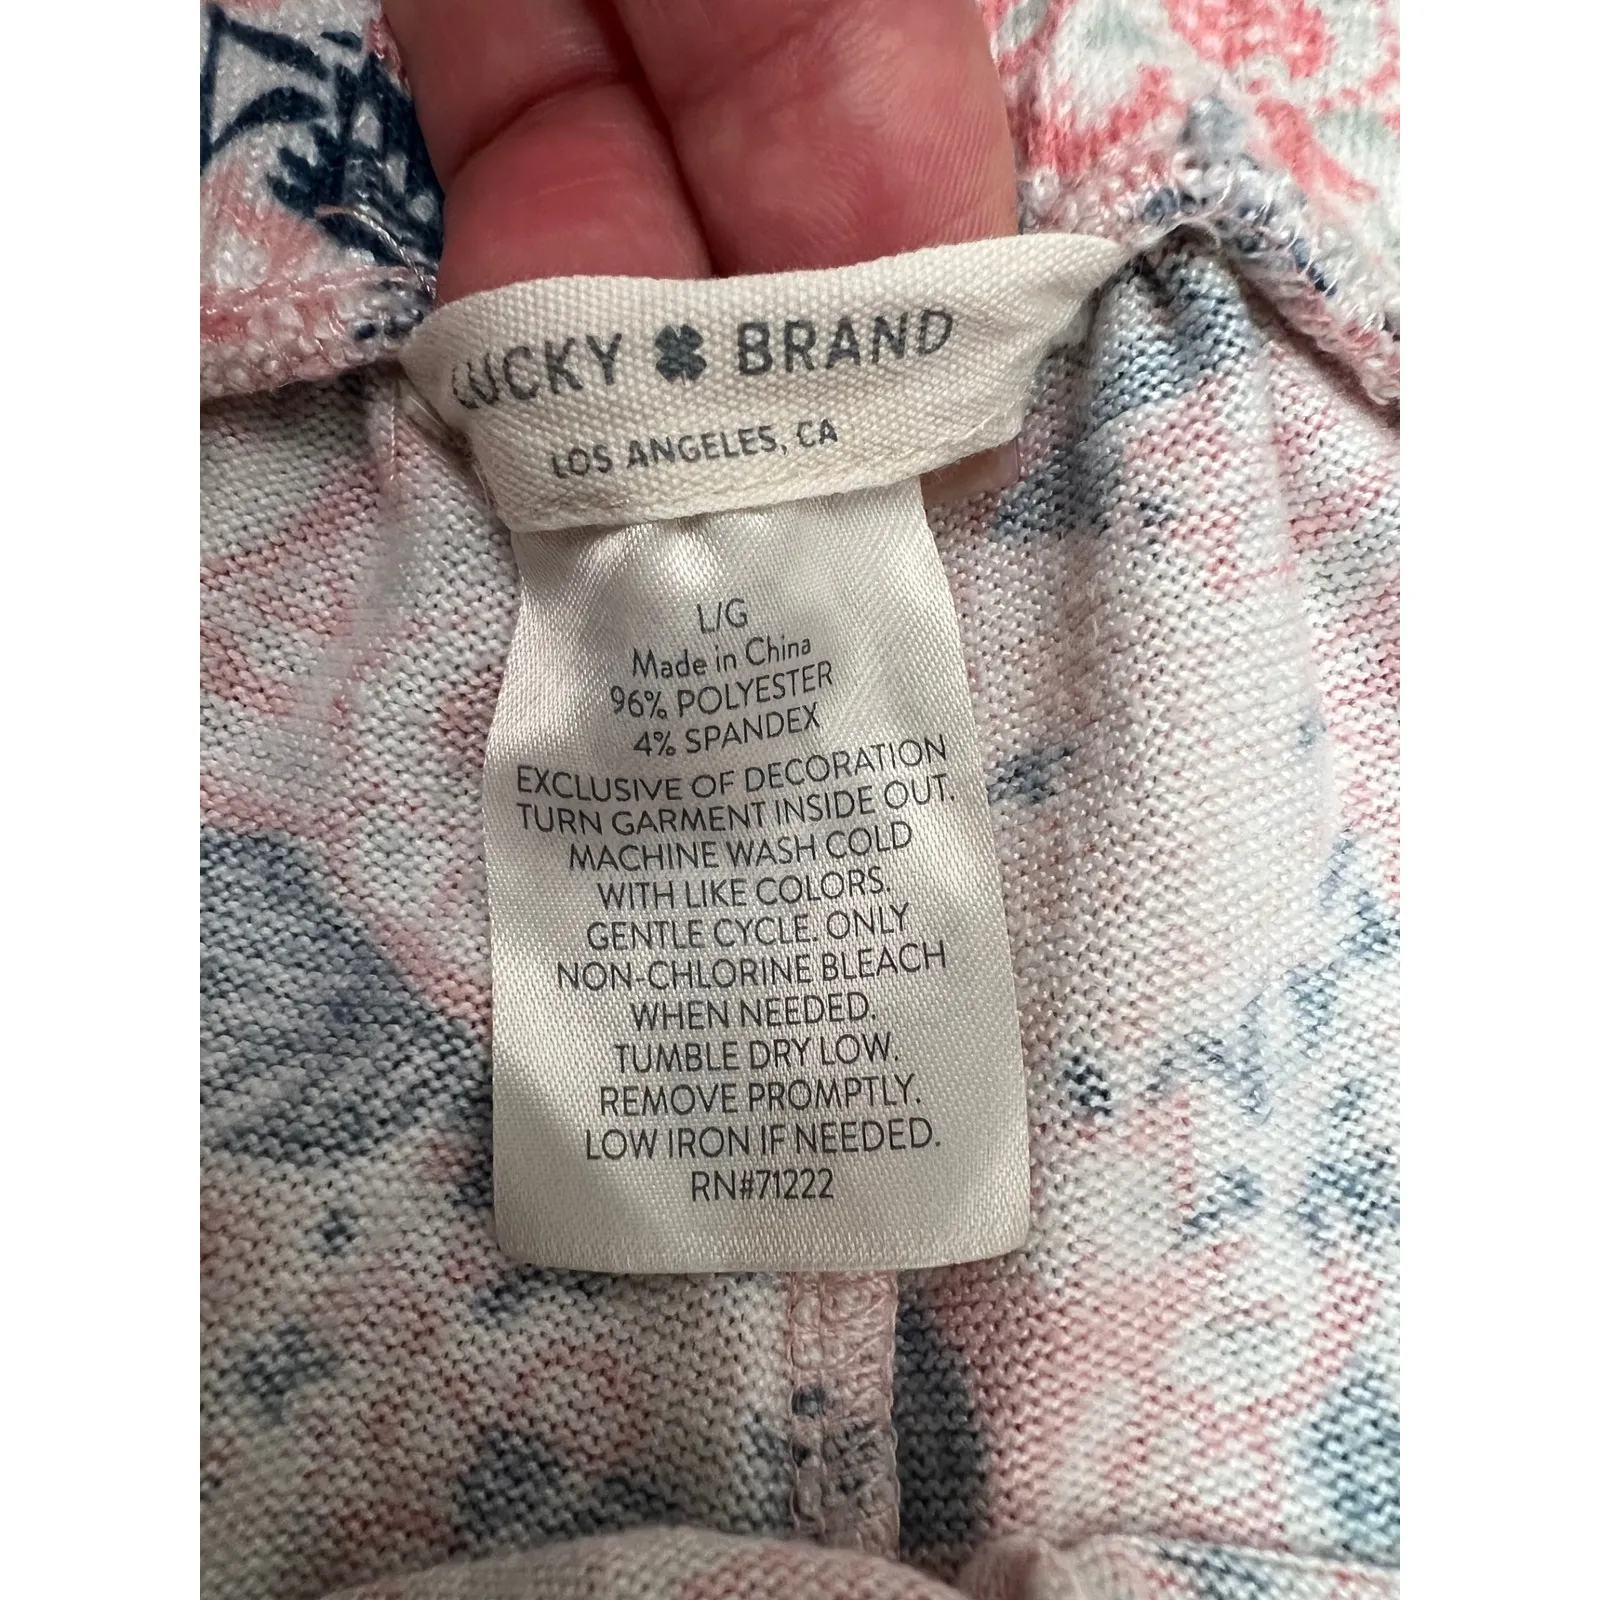 LUCKY BRAND
LOS ANGELES, CA
L/G
Made in China
96% POLYESTER
4% SPANDEX
EXCLUSIVE OF DECORATION
TURN GARMENT INSIDE OUT.
MACHINE WASH COLD
WITH LIKE COLORS.
GENTLE CYCLE. ONLY
NON-CHLORINE BLEACH
WHEN NEEDED.
TUMBLE DRY LOW.
REMOVE PROMPTLY.
LOW IRON IF NEEDED.
RN#71222